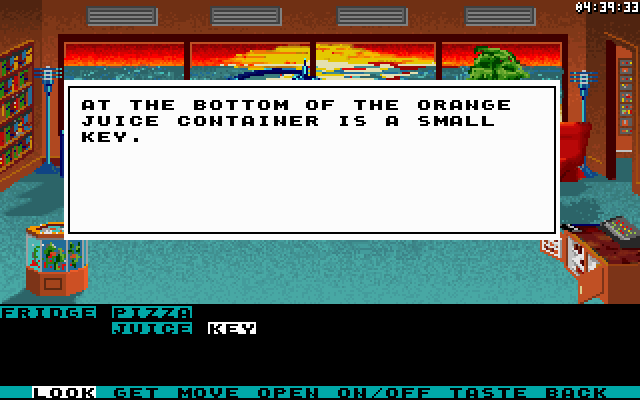 04:39:33
AT THE BOTTOM OF THE ORANGE
JUICE CONTAINER IS A SMALL
KEY.
FRIDGE PIZZA
JUICE KEY
LOOK GET MOVE OPEN ON/OFF TASTE BACK